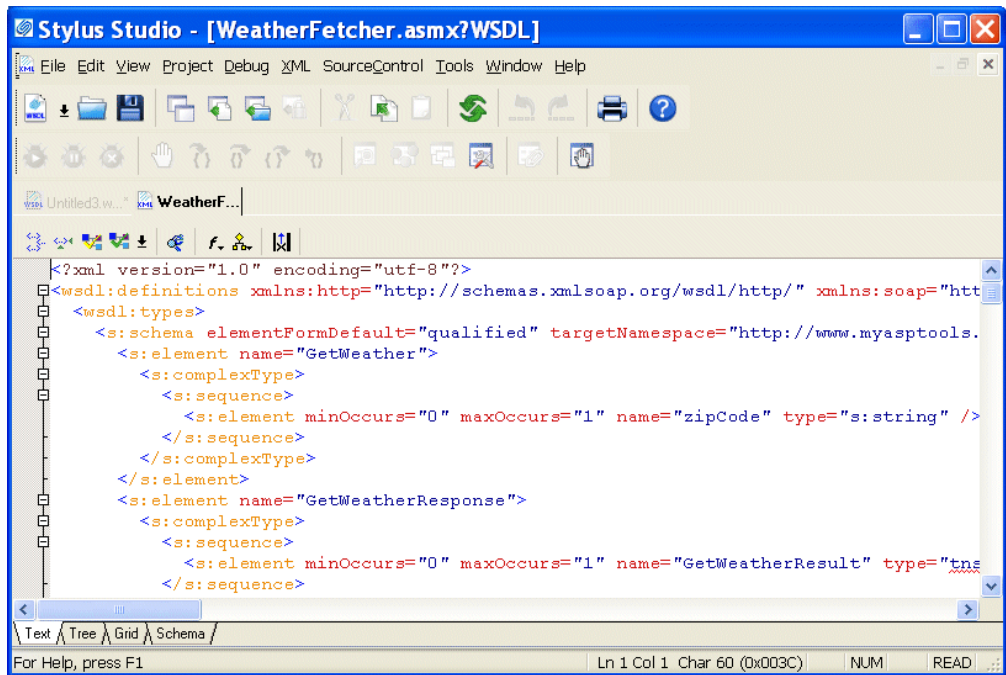 Stylus Studio - [WeatherFetcher.asmx?WSDL]
File Edit View Project Debug XML SourceControl Tools Window Help
WSDL
WSDL Untitled3.w...* XML WeatherF...
<?xml version="1.0" encoding="utf-8"?>
<wsdl:definitions xmlns:http="http://schemas.xmlsoap.org/wsdl/http/" xmlns:soap="htt
<wsdl:types>
<s:schema elementFormDefault="qualified" targetNamespace="http://www.myasptools.
<s:element name="GetWeather">
<s:complexType>
<s:sequence>
<s:element minOccurs="0" maxOccurs="1" name="zipCode" type="s:string" />
</s:sequence>
</s:complexType>
</s:element>
<s:element name="GetWeatherResponse">
<s:complexType>
<s:sequence>
<s:element minOccurs="0" maxOccurs="1" name="GetWeatherResult" type="tns
</s:sequence>
Text Tree Grid Schema
For Help, press F1 Ln 1 Col 1 Char 60 (0x003C) NUM READ